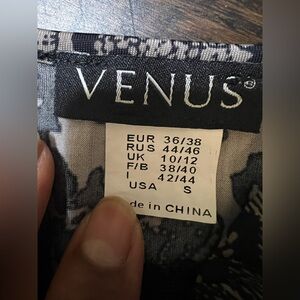 VENUS®
EUR 36/38
RUS 44/46
UK 10/12
F/B 38/40
I 42/44
USA S
de in CHINA